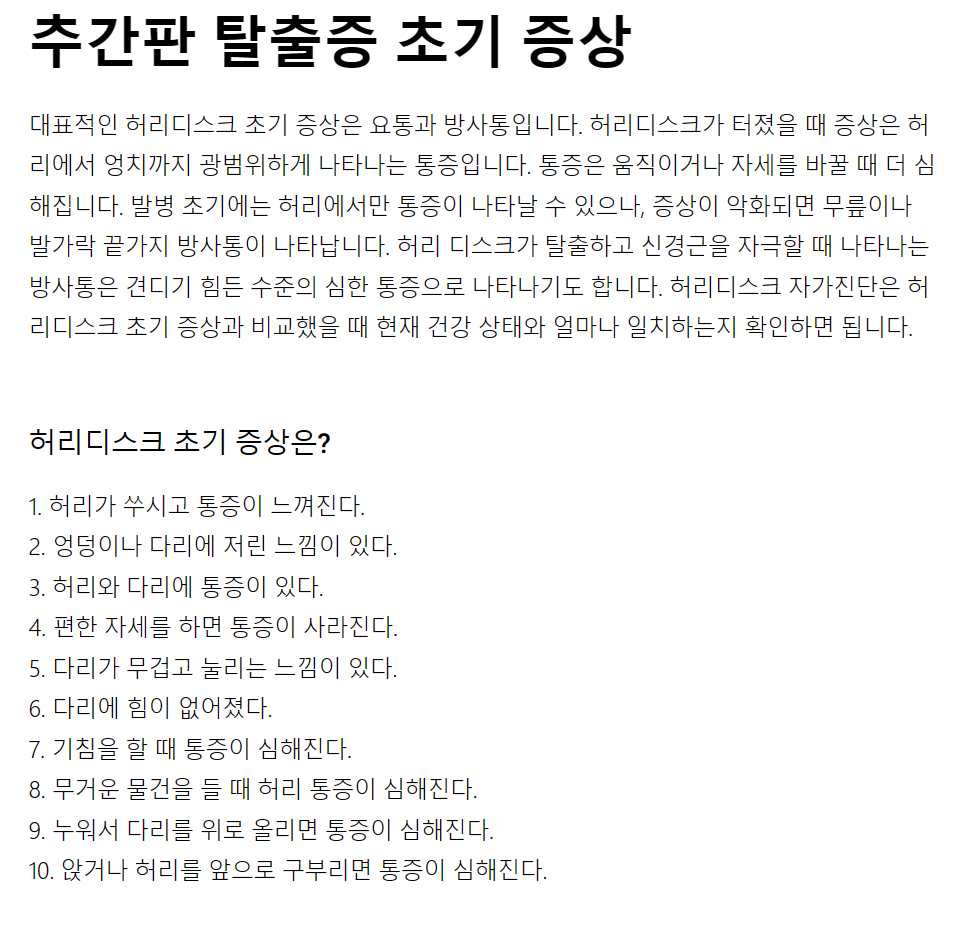 추간판 탈출증 초기 증상
대표적인 허리디스크 초기 증상은 요통과 방사통입니다. 허리디스크가 터졌을 때 증상은 허
리에서 엉치까지 광범위하게 나타나는 통증입니다. 통증은 움직이거나 자세를 바꿀 때 더 심
해집니다. 발병 초기에는 허리에서만 통증이 나타날 수 있으나, 증상이 악화되면 무릎이나
발가락 끝가지 방사통이 나타납니다. 허리 디스크가 탈출하고 신경근을 자극할 때 나타나는
방사통은 견디기 힘든 수준의 심한 통증으로 나타나기도 합니다. 허리디스크 자가진단은 허
리디스크 초기 증상과 비교했을 때 현재 건강 상태와 얼마나 일치하는지 확인하면 됩니다.
허리디스크 초기 증상은?
1. 허리가 쑤시고 통증이 느껴진다.
2. 엉덩이나 다리에 저린 느낌이 있다.
3. 허리와 다리에 통증이 있다.
4. 편한 자세를 하면 통증이 사라진다.
5. 다리가 무겁고 눌리는 느낌이 있다.
6. 다리에 힘이 없어졌다.
7. 기침을 할 때 통증이 심해진다.
8. 무거운 물건을 들 때 허리 통증이 심해진다.
9. 누워서 다리를 위로 올리면 통증이 심해진다.
10. 앉거나 허리를 앞으로 구부리면 통증이 심해진다.